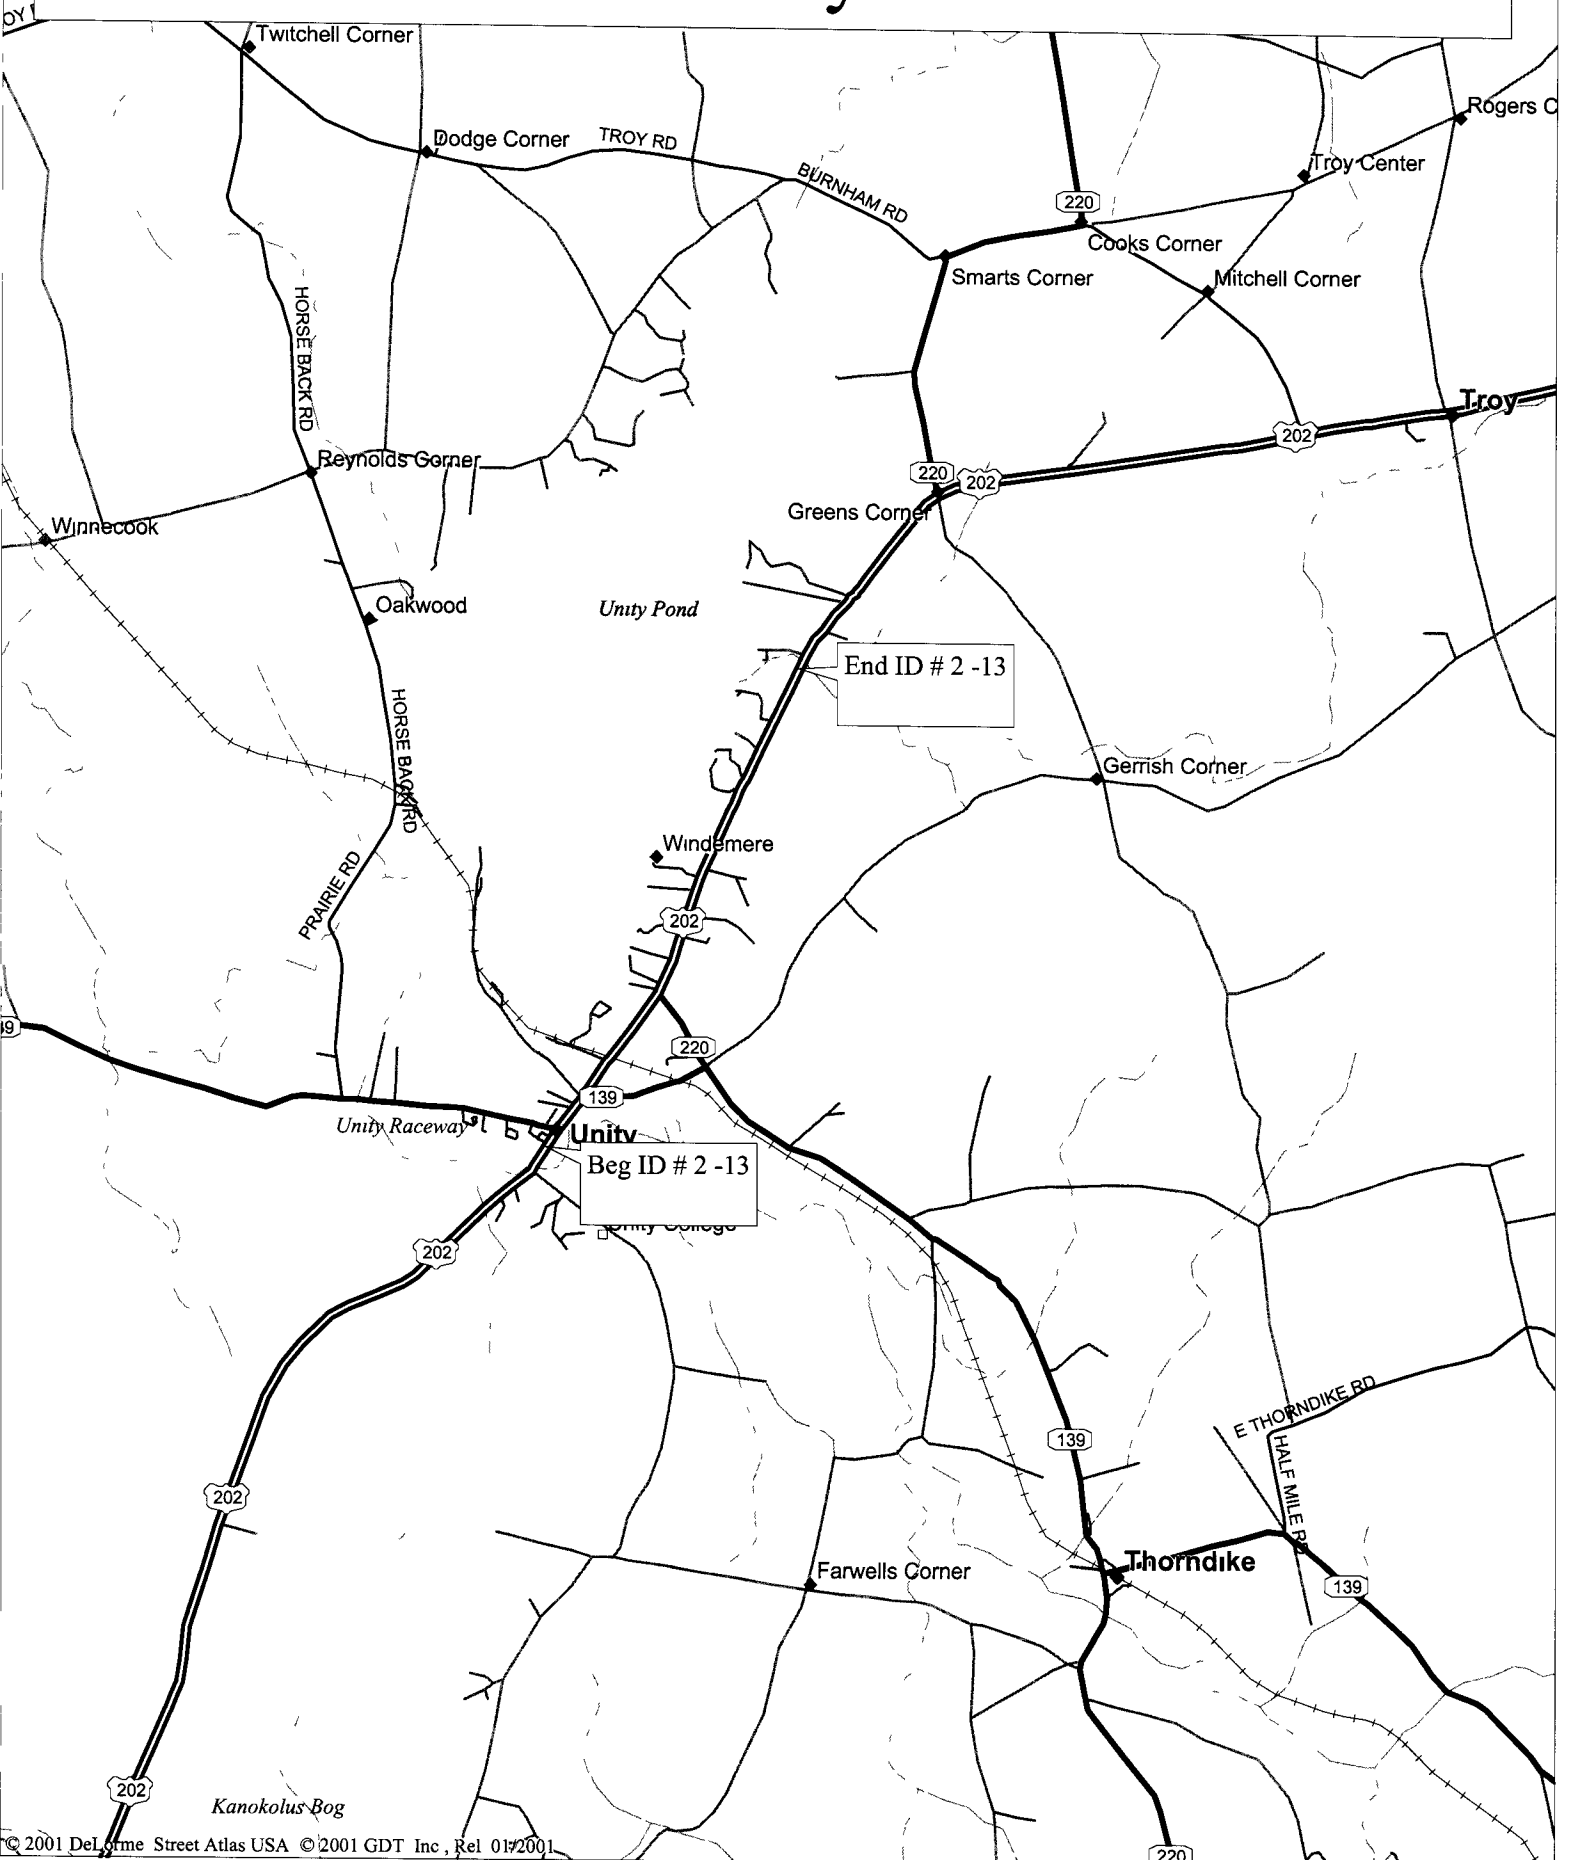 Twitchell Corner
Rogers C
Dodge Corner
TROY RD
Troy Center
BURNHAM RD
220
Cooks Corner
Smarts Corner
Mitchell Corner
HORSE BACK RD
Troy
202
Reynolds Corner
220
202
Greens Corner
Winnecook
Oakwood
Unity Pond
End ID # 2 -13
HORSE BACK RD
Gerrish Corner
Windemere
PRAIRIE RD
202
220
139
Unity Raceway
Unity
Beg ID # 2 -13
Unity College
202
E THORNDIKE RD
139
HALF MILE RD
202
Thorndike
Farwells Corner
139
202
Kanokolus Bog
© 2001 DeLorme Street Atlas USA © 2001 GDT Inc , Rel 01/2001
220